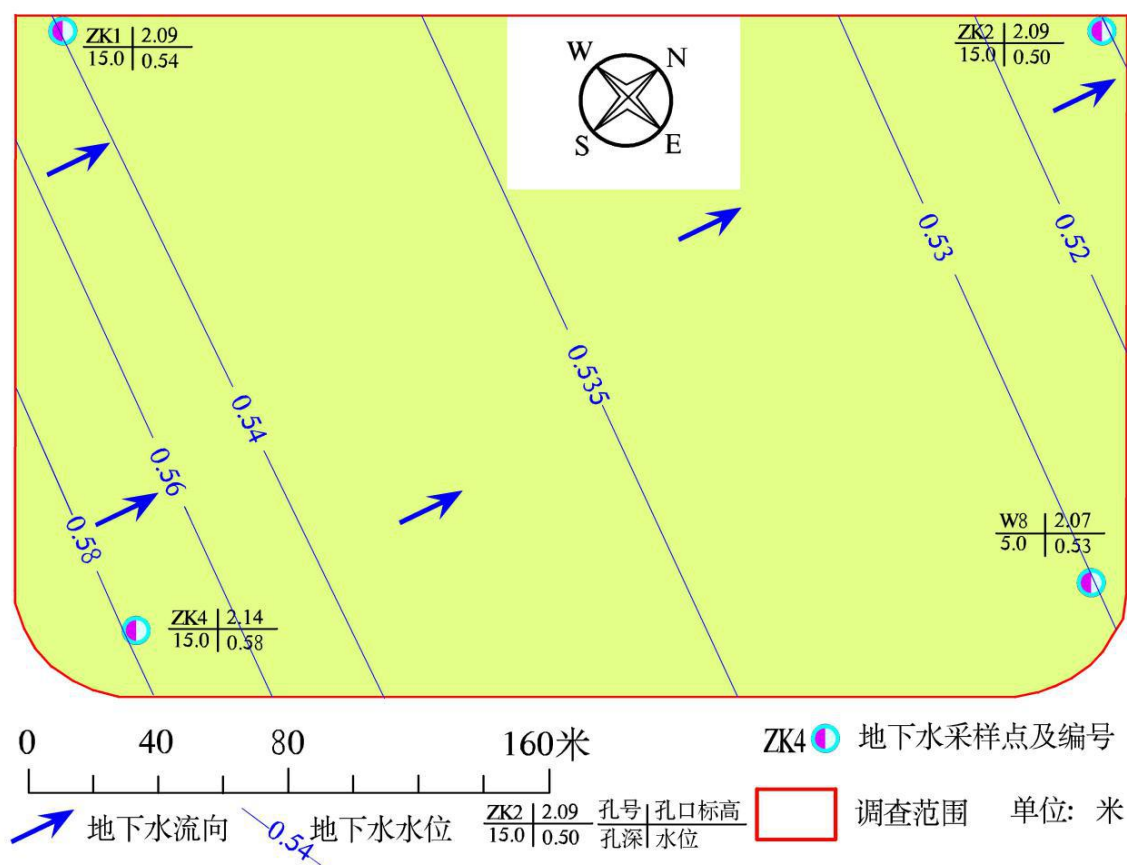 ZK1 2.09
15.0 0.54
W N
S E
ZK2 2.09
15.0 0.50
0.53
0.52
0.535
0.54
0.56
0.58
W8 2.07
5.0 0.53
ZK4 2.14
15.0 0.58
0 40 80 160米
ZK4 地下水采样点及编号
地下水流向
0.54 地下水水位
ZK2 2.09
15.0 0.50
孔号 孔口标高
孔深 水位
调查范围 单位: 米